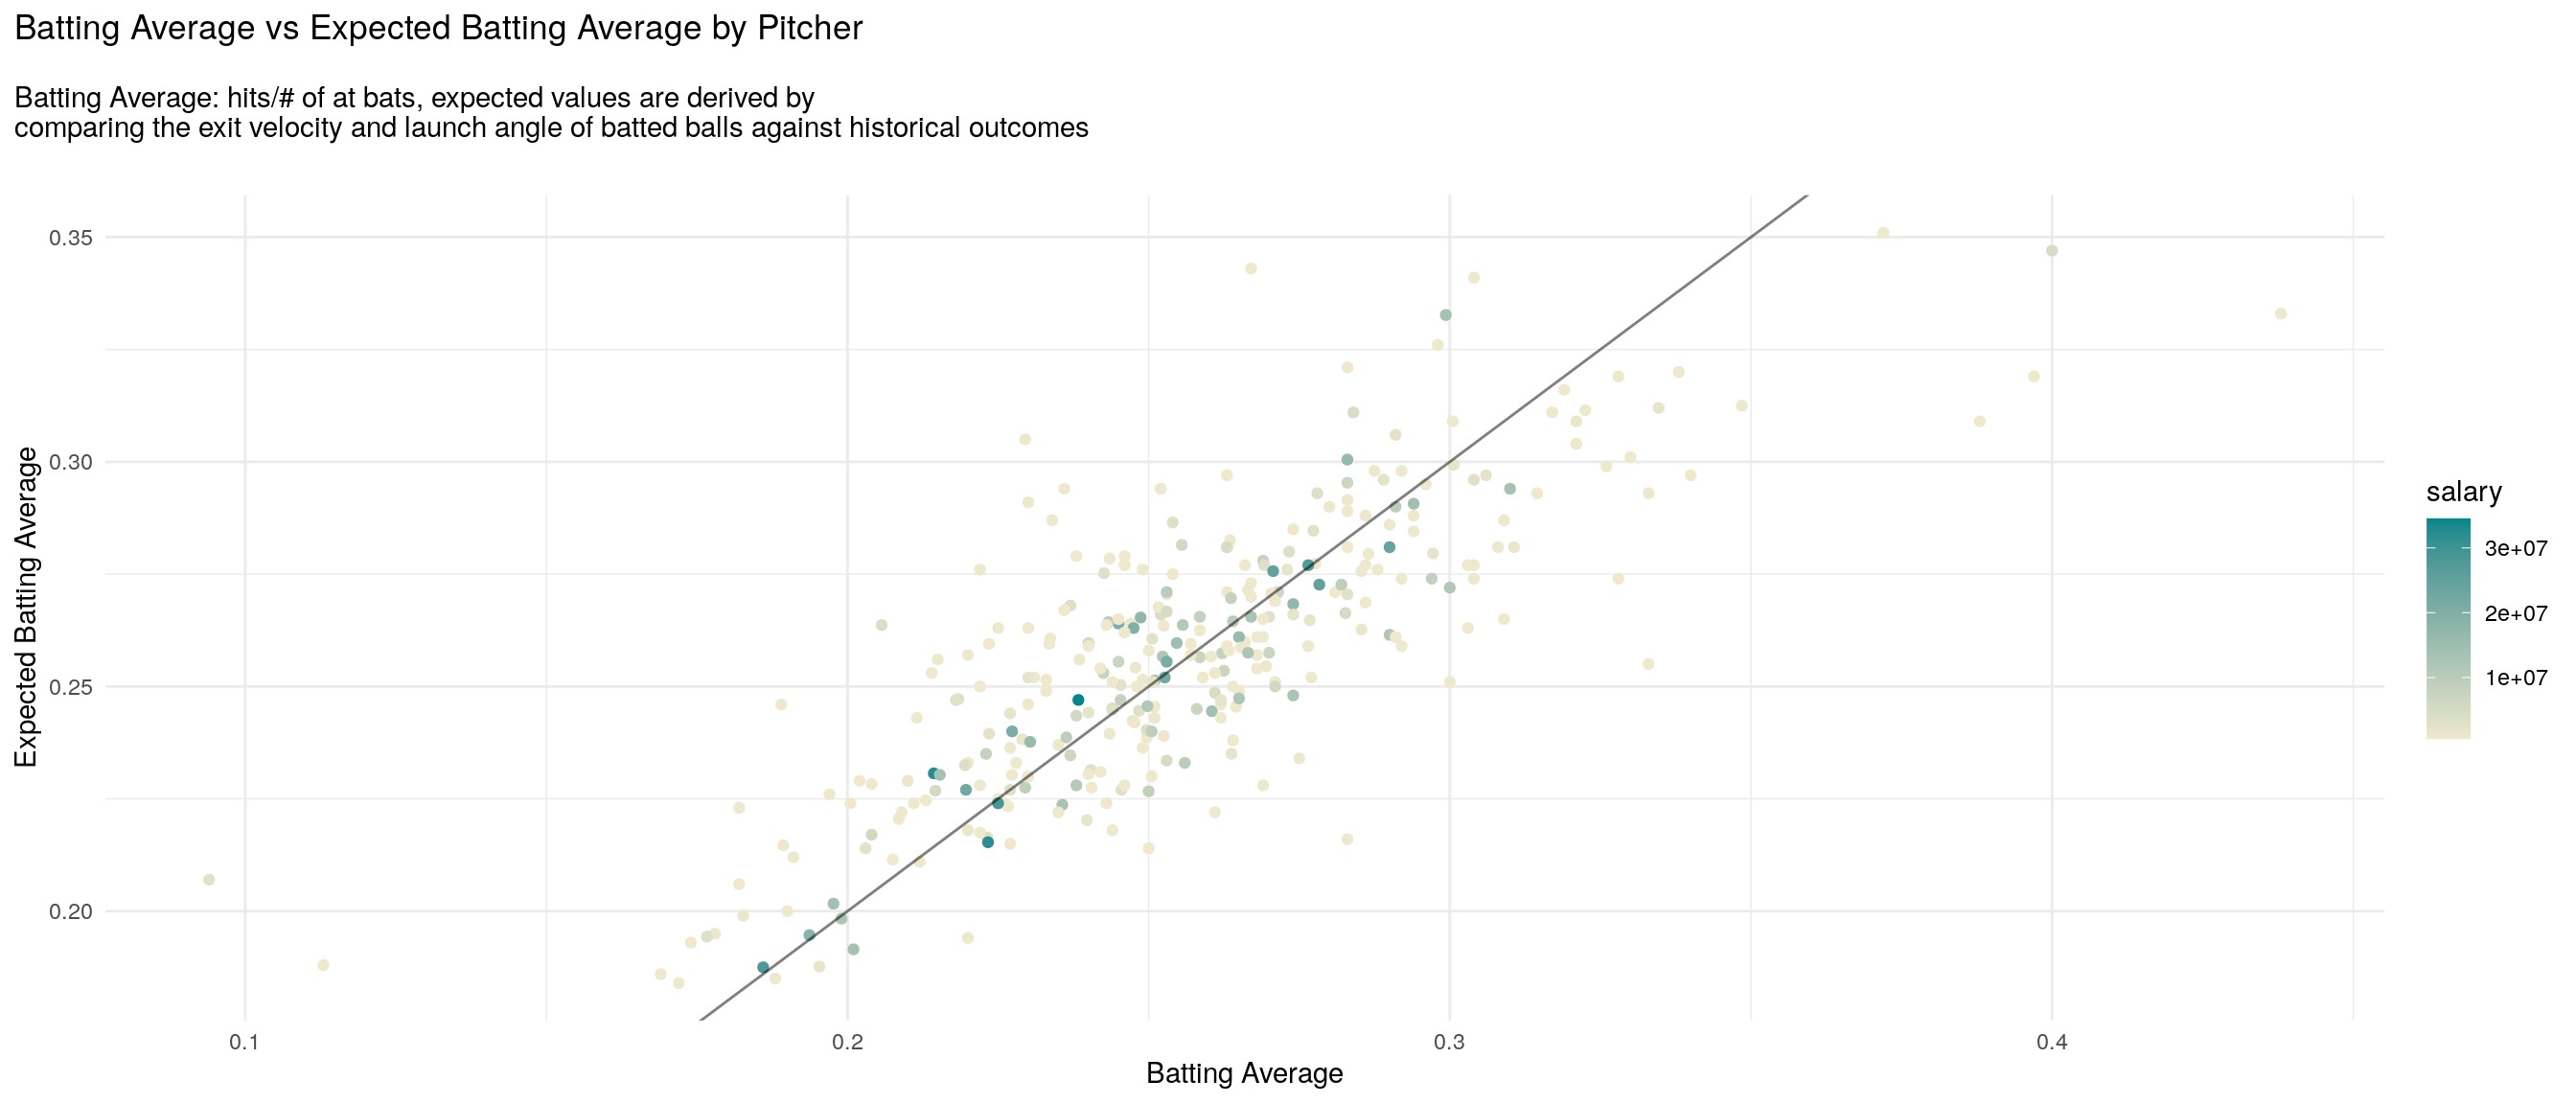 Batting Average vs Expected Batting Average by Pitcher
Batting Average: hits/# of at bats, expected values are derived by
comparing the exit velocity and launch angle of batted balls against historical outcomes
Expected Batting Average
0.35
0.30
0.25
0.20
0.1
0.2
0.3
0.4
Batting Average
salary
3e+07
2e+07
1e+07